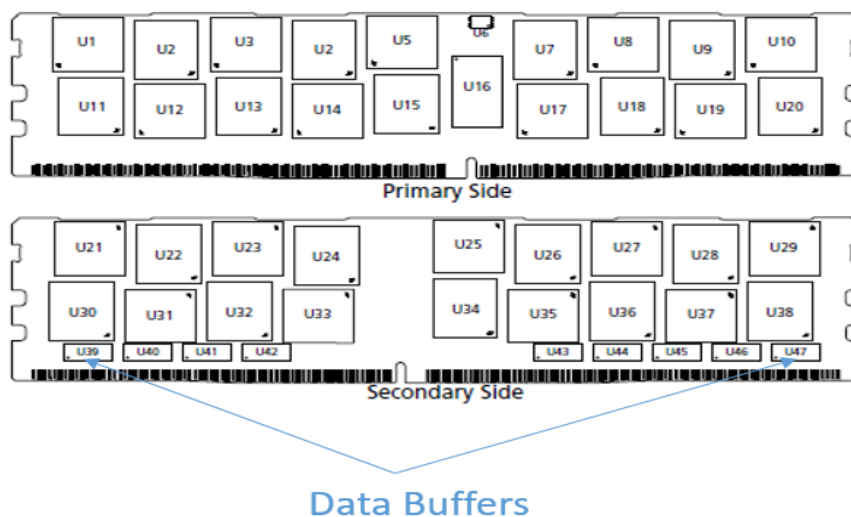 U1 U2 U3 U2 U5 U6 U7 U8 U9 U10
U11 U12 U13 U14 U15 U16 U17 U18 U19 U20
Primary Side
U21 U22 U23 U24 U25 U26 U27 U28 U29
U30 U31 U32 U33 U34 U35 U36 U37 U38
U39 U40 U41 U42 U43 U44 U45 U46 U47
Secondary Side
Data Buffers